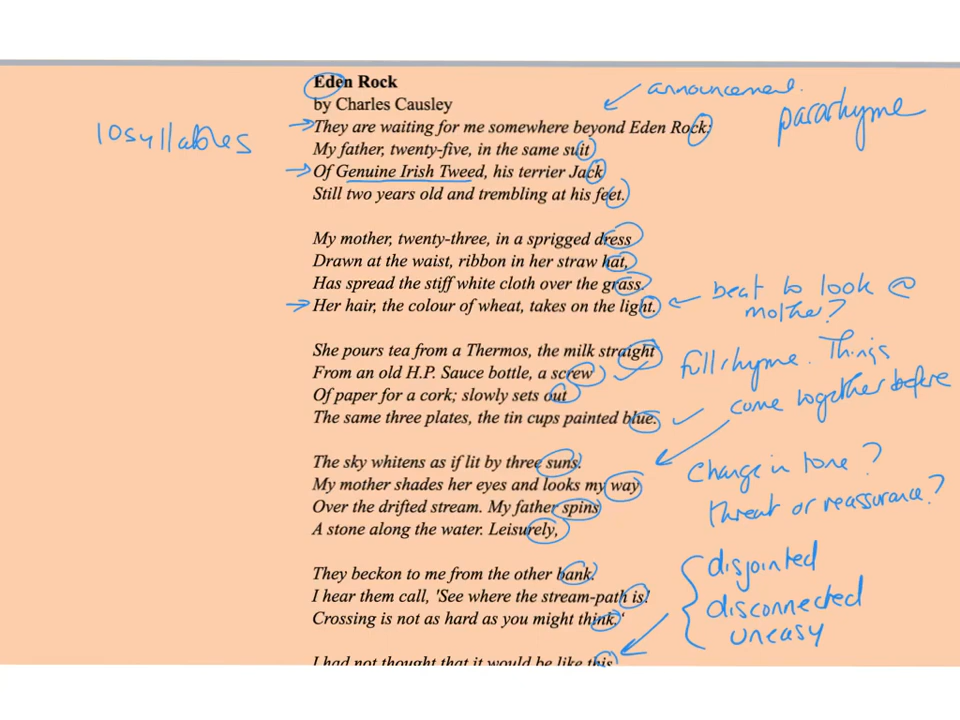 Eden Rock
by Charles Causley
announcement.
pararhyme
10 syllables
They are waiting for me somewhere beyond Eden Rock:
My father, twenty-five, in the same suit
Of Genuine Irish Tweed, his terrier Jack
Still two years old and trembling at his feet.
My mother, twenty-three, in a sprigged dress
Drawn at the waist, ribbon in her straw hat,
Has spread the stiff white cloth over the grass.
Her hair, the colour of wheat, takes on the light.
beat to look @
mother?
She pours tea from a Thermos, the milk straight
From an old H.P. Sauce bottle, a screw
Of paper for a cork; slowly sets out
The same three plates, the tin cups painted blue.
full rhyme. Things
come together before
The sky whitens as if lit by three suns.
My mother shades her eyes and looks my way
Over the drifted stream. My father spins
A stone along the water. Leisurely,
Change in tone?
threat or reassurance?
They beckon to me from the other bank.
I hear them call, 'See where the stream-path is!
Crossing is not as hard as you might think.'
disjointed
disconnected
uneasy
I had not thought that it would be like this